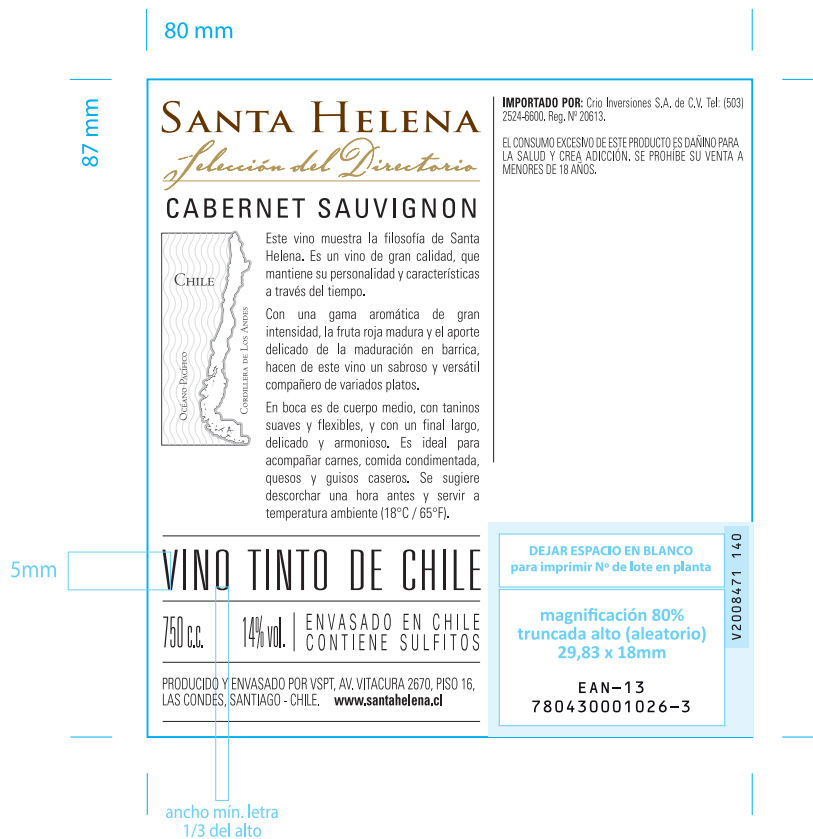 80 mm
87 mm
SANTA HELENA
Selección del Directorio
CABERNET SAUVIGNON
CHILE
OCÉANO PACÍFICO
CORDILLERA DE LOS ANDES
Este vino muestra la filosofía de Santa
Helena. Es un vino de gran calidad, que
mantiene su personalidad y características
a través del tiempo.
Con una gama aromática de gran
intensidad, la fruta roja madura y el aporte
delicado de la maduración en barrica,
hacen de este vino un sabroso y versátil
compañero de variados platos.
En boca es de cuerpo medio, con taninos
suaves y flexibles, y con un final largo,
delicado y armonioso. Es ideal para
acompañar carnes, comida condimentada,
quesos y guisos caseros. Se sugiere
descorchar una hora antes y servir a
temperatura ambiente (18°C / 65°F).
5mm
VINO TINTO DE CHILE
750 c.c.
14% vol.
ENVASADO EN CHILE
CONTIENE SULFITOS
PRODUCIDO Y ENVASADO POR VSPT, AV. VITACURA 2670, PISO 16,
LAS CONDES, SANTIAGO - CHILE. www.santahelena.cl
ancho mín. letra
1/3 del alto
IMPORTADO POR: Crio Inversiones S.A. de C.V. Tel: (503)
2524-6600. Reg. Nº 20613.
EL CONSUMO EXCESIVO DE ESTE PRODUCTO ES DAÑINO PARA
LA SALUD Y CREA ADICCIÓN. SE PROHÍBE SU VENTA A
MENORES DE 18 AÑOS.
DEJAR ESPACIO EN BLANCO
para imprimir Nº de lote en planta
magnificación 80%
truncada alto (aleatorio)
29,83 x 18mm
EAN-13
780430001026-3
V2008471 140